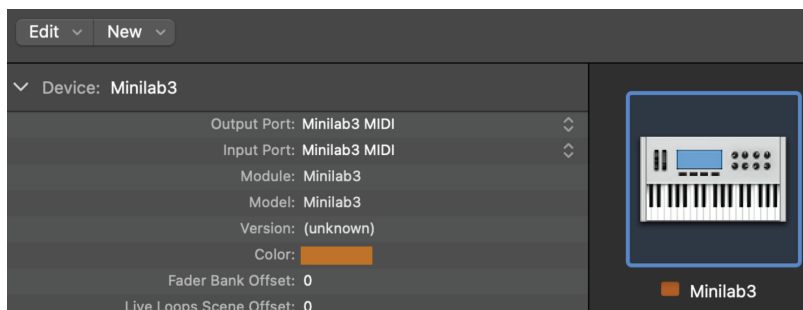 Edit New
Device: Minilab3
Output Port: Minilab3 MIDI
Input Port: Minilab3 MIDI
Module: Minilab3
Model: Minilab3
Version: (unknown)
Color:
Fader Bank Offset: 0
Live Loops Scene Offset: 0
Minilab3